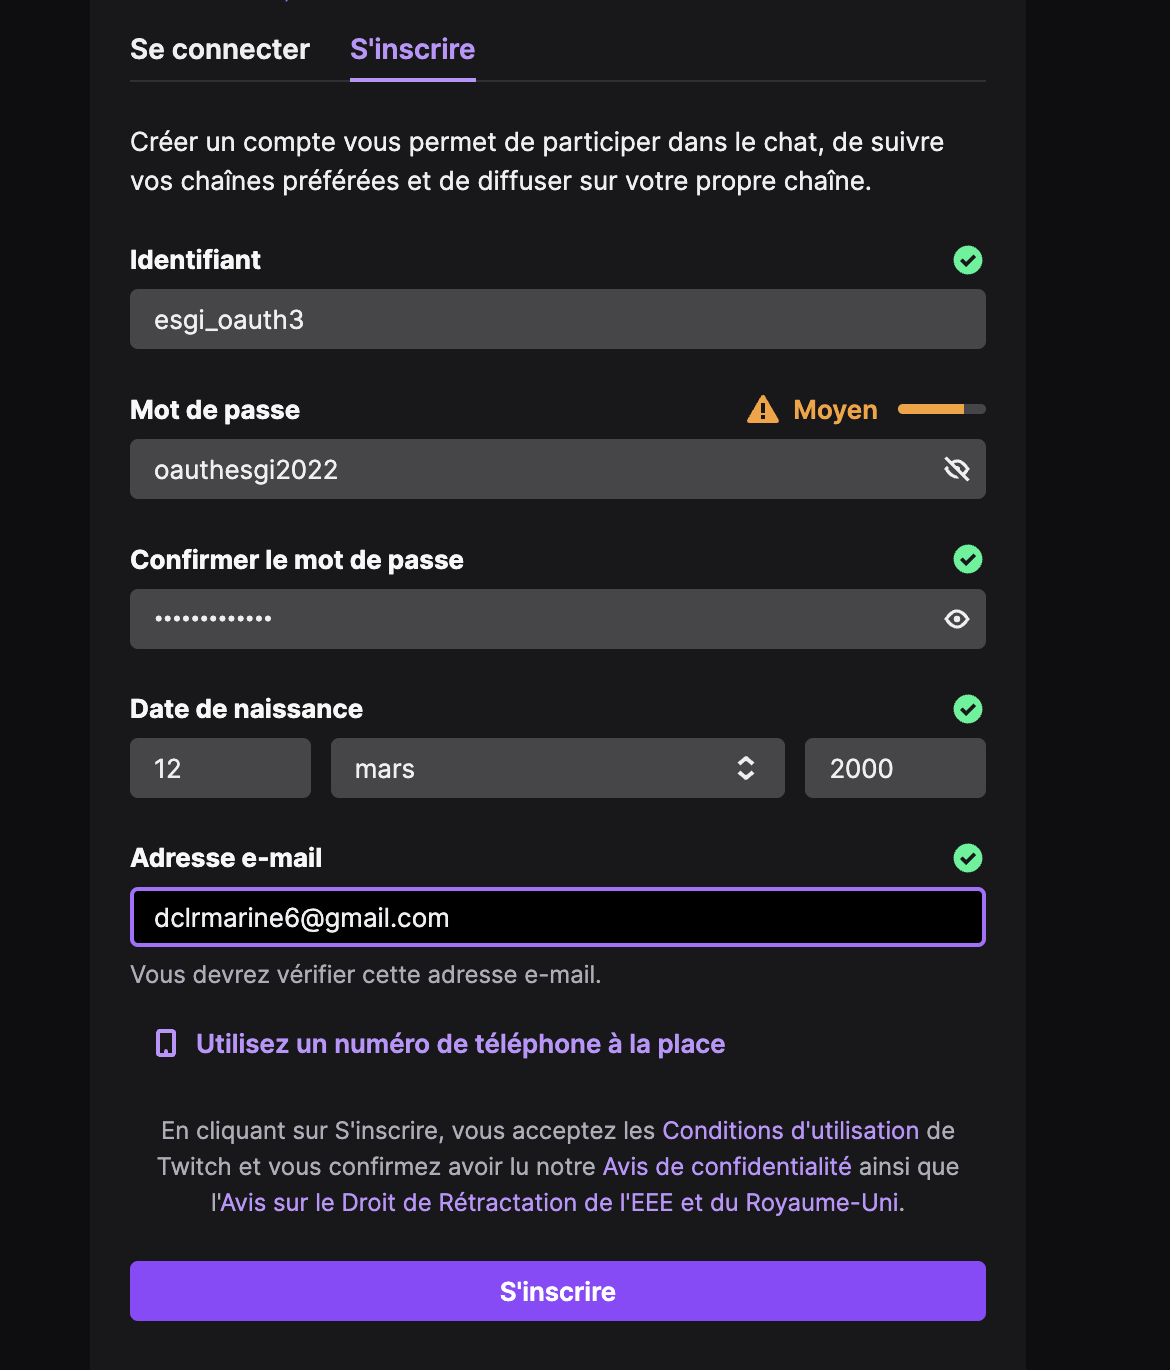 Se connecter S'inscrire
Créer un compte vous permet de participer dans le chat, de suivre
vos chaînes préférées et de diffuser sur votre propre chaîne.
Identifiant
esgi_oauth3
Mot de passe Moyen
oauthesgi2022
Confirmer le mot de passe
•••••••••••••
Date de naissance
12 mars 2000
Adresse e-mail
dclrmarine6@gmail.com
Vous devrez vérifier cette adresse e-mail.
Utilisez un numéro de téléphone à la place
En cliquant sur S'inscrire, vous acceptez les Conditions d'utilisation de
Twitch et vous confirmez avoir lu notre Avis de confidentialité ainsi que
l'Avis sur le Droit de Rétractation de l'EEE et du Royaume-Uni.
S'inscrire